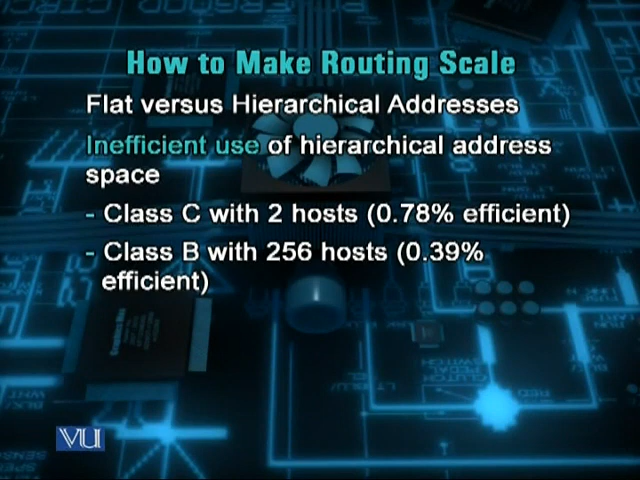 How to Make Routing Scale
Flat versus Hierarchical Addresses
Inefficient use of hierarchical address
space
- Class C with 2 hosts (0.78% efficient)
- Class B with 256 hosts (0.39%
efficient)
VU